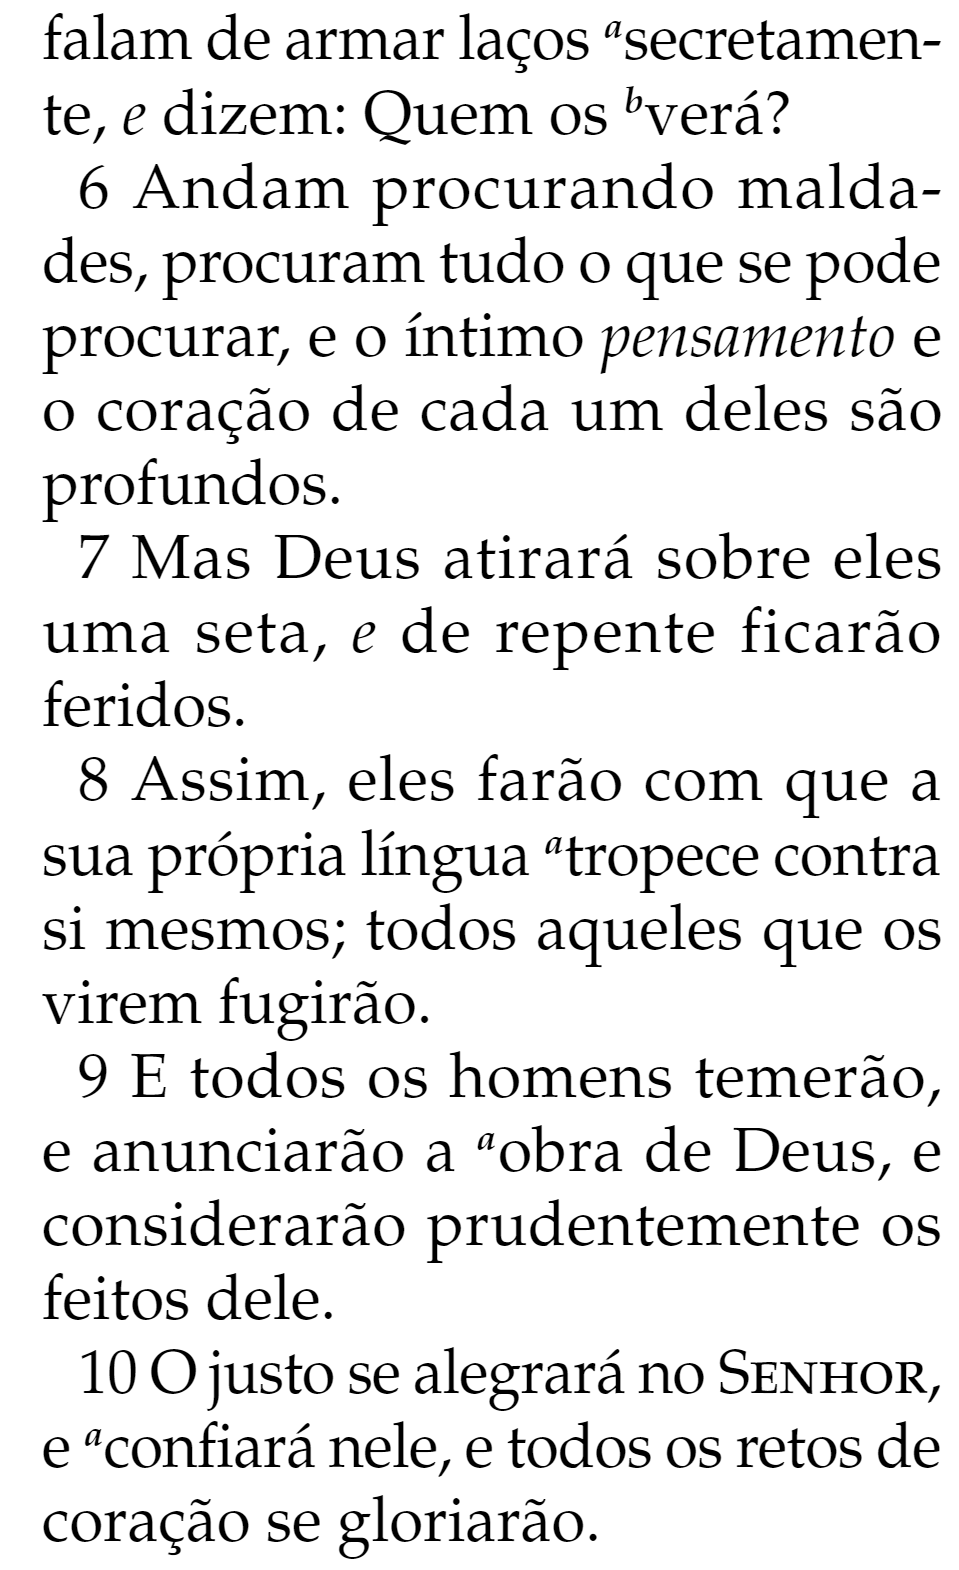 falam de armar laços ᵃsecretamen-
te, e dizem: Quem os ᵇverá?
6 Andam procurando malda-
des, procuram tudo o que se pode
procurar, e o íntimo pensamento e
o coração de cada um deles são
profundos.
7 Mas Deus atirará sobre eles
uma seta, e de repente ficarão
feridos.
8 Assim, eles farão com que a
sua própria língua ᵃtropece contra
si mesmos; todos aqueles que os
virem fugirão.
9 E todos os homens temerão,
e anunciarão a ᵃobra de Deus, e
considerarão prudentemente os
feitos dele.
10 O justo se alegrará no SENHOR,
e ᵃconfiará nele, e todos os retos de
coração se gloriarão.